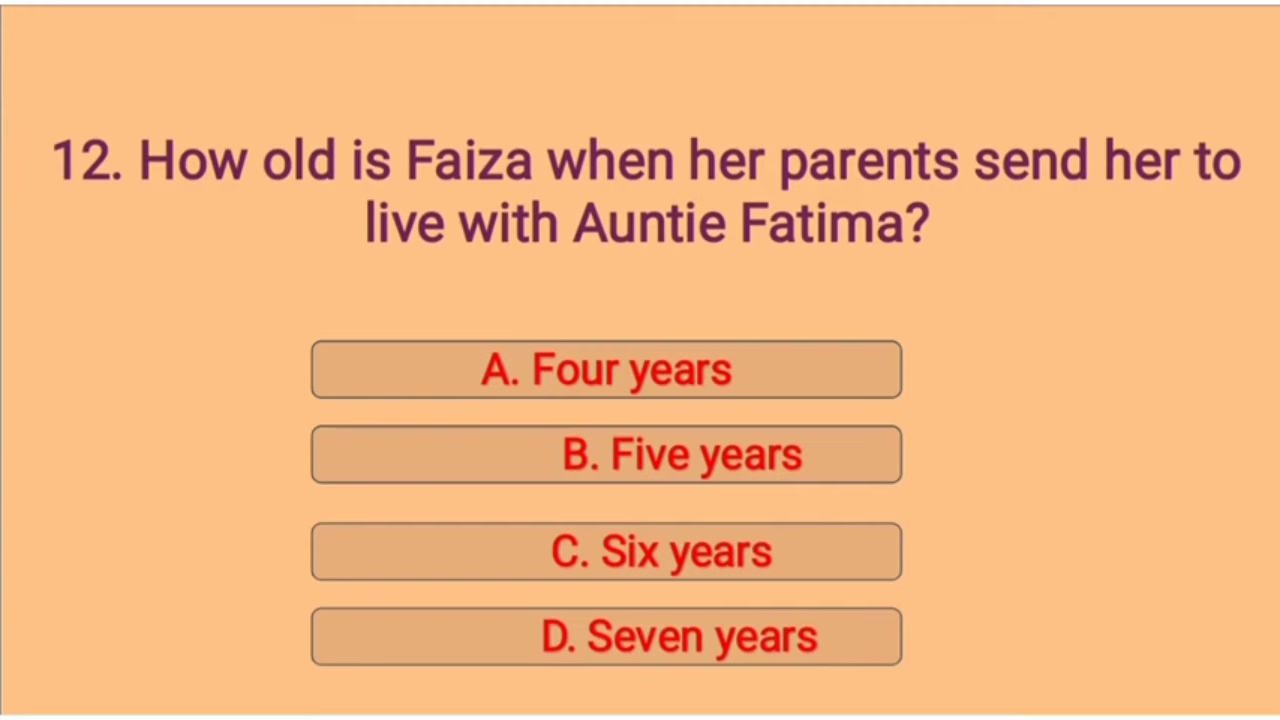 12. How old is Faiza when her parents send her to
live with Auntie Fatima?
A. Four years
B. Five years
C. Six years
D. Seven years